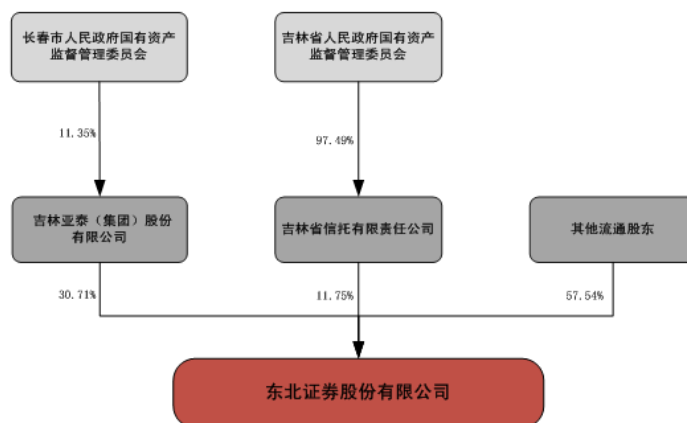 长春市人民政府国有资产
监督管理委员会
吉林省人民政府国有资产
监督管理委员会
11.35%
97.49%
吉林亚泰（集团）股份
有限公司
吉林省信托有限责任公司
其他流通股东
30.71%
11.75%
57.54%
东北证券股份有限公司